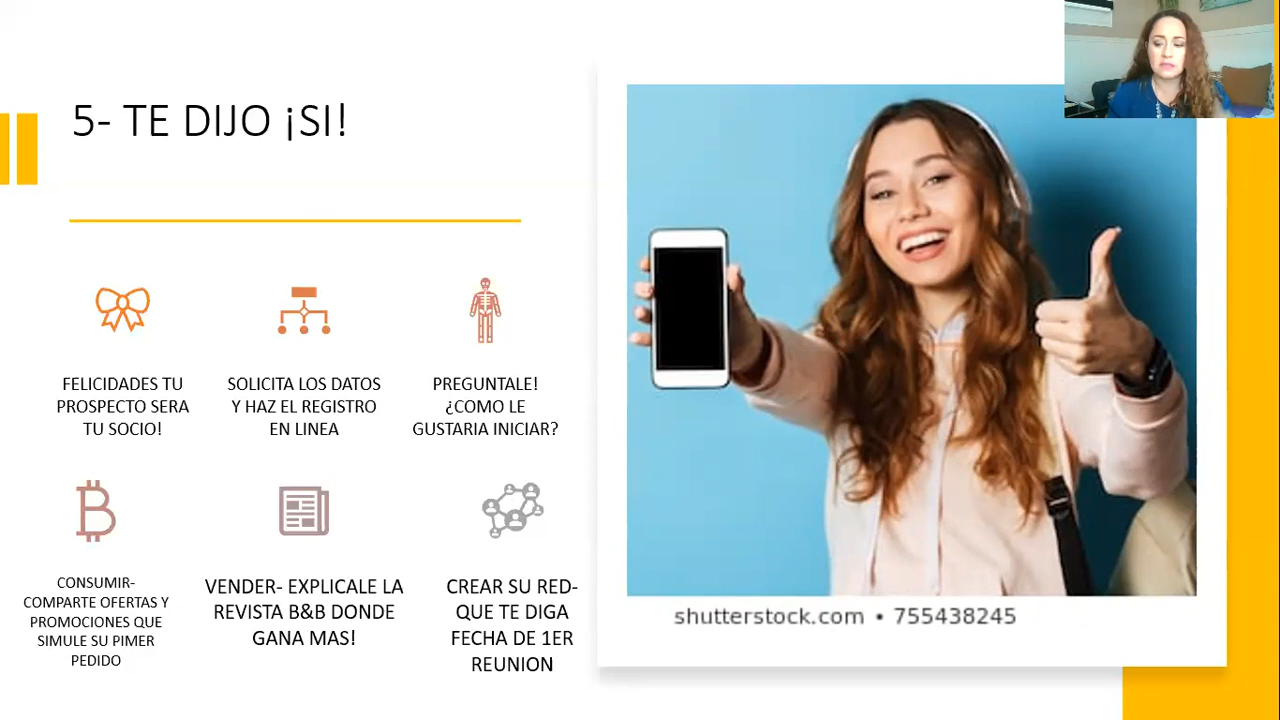 5- TE DIJO ¡SI!
FELICIDADES TU
PROSPECTO SERA
TU SOCIO!
SOLICITA LOS DATOS
Y HAZ EL REGISTRO
EN LINEA
PREGUNTALE!
¿COMO LE
GUSTARIA INICIAR?
CONSUMIR-
COMPARTE OFERTAS Y
PROMOCIONES QUE
SIMULE SU PIMER
PEDIDO
VENDER- EXPLICALE LA
REVISTA B&B DONDE
GANA MAS!
CREAR SU RED-
QUE TE DIGA
FECHA DE 1ER
REUNION
shutterstock.com • 755438245